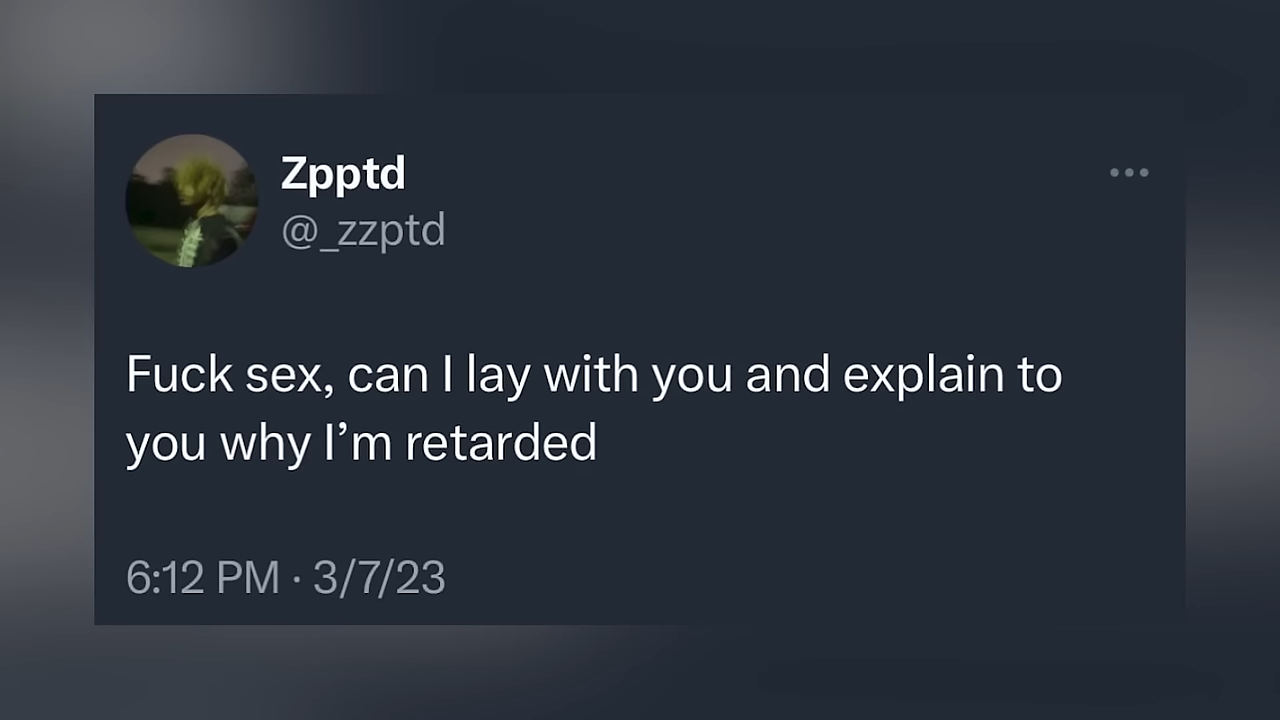 Zpptd
@_zzptd
Fuck sex, can I lay with you and explain to
you why I’m retarded
6:12 PM · 3/7/23